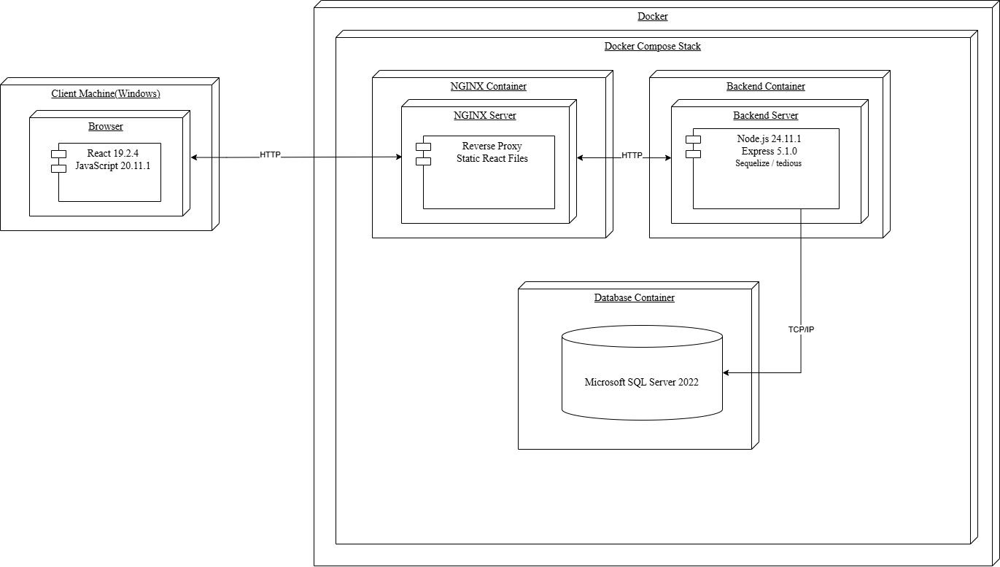 Docker
Docker Compose Stack
Client Machine(Windows)
Browser
React 19.2.4
JavaScript 20.11.1
HTTP
NGINX Container
NGINX Server
Reverse Proxy
Static React Files
HTTP
Backend Container
Backend Server
Node.js 24.11.1
Express 5.1.0
Sequelize / tedious
TCP/IP
Database Container
Microsoft SQL Server 2022